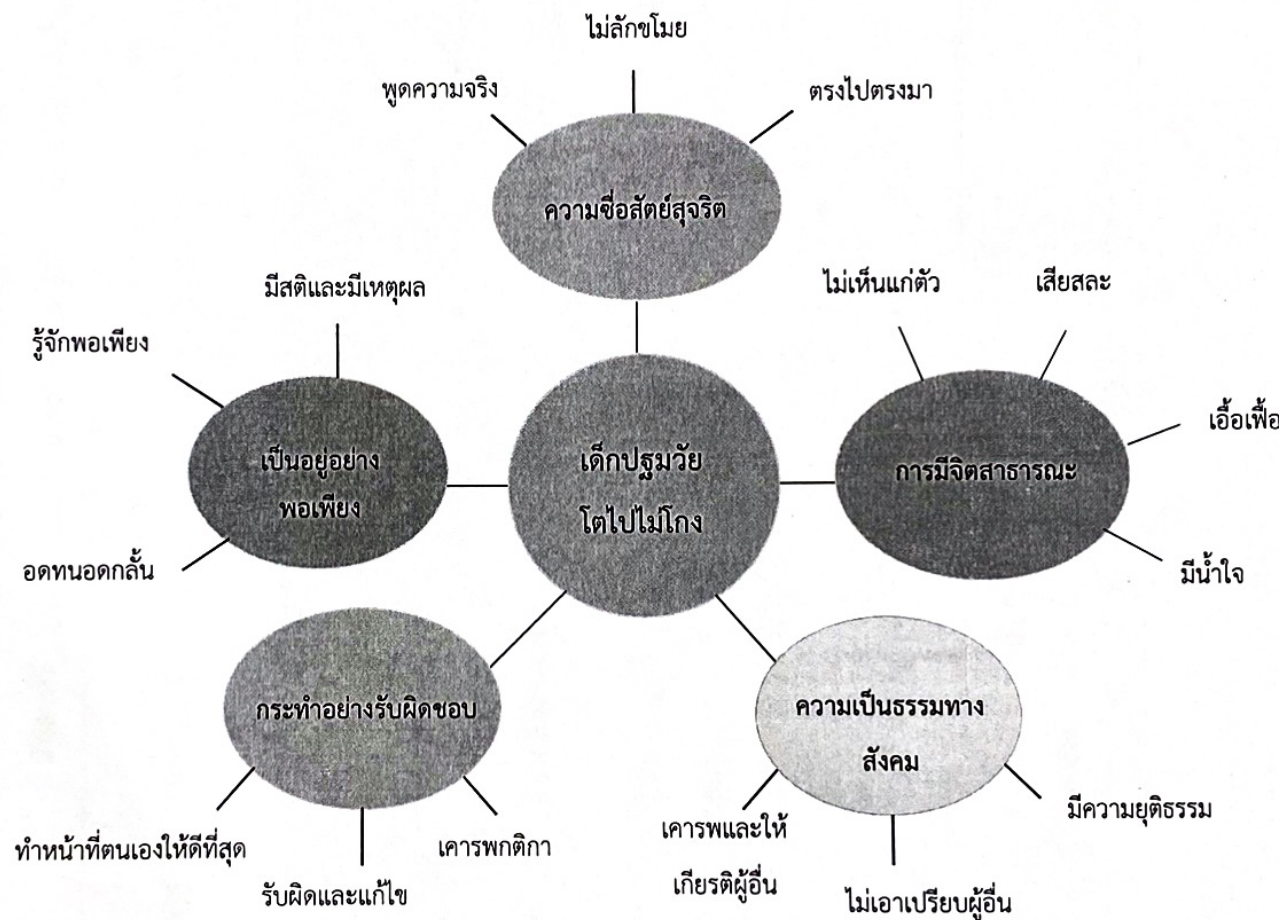 ไม่ลักขโมย
พูดความจริง
ตรงไปตรงมา
ความซื่อสัตย์สุจริต
มีสติและมีเหตุผล
ไม่เห็นแก่ตัว
เสียสละ
รู้จักพอเพียง
เอื้อเฟื้อ
เป็นอยู่อยาง
พอเพียง
เด็กปฐมวัย
โตไปไม่โกง
การมีจิตสาธารณะ
อดทนอดกลั้น
มีน้ำใจ
กระทำอย่างรับผิดชอบ
ความเป็นธรรมทาง
สังคม
ทำหน้าที่ตนเองให้ดีที่สุด
รับผิดและแก้ไข
เคารพกติกา
เคารพและให้
เกียรติผู้อื่น
ไม่เอาเปรียบผู้อื่น
มีความยุติธรรม